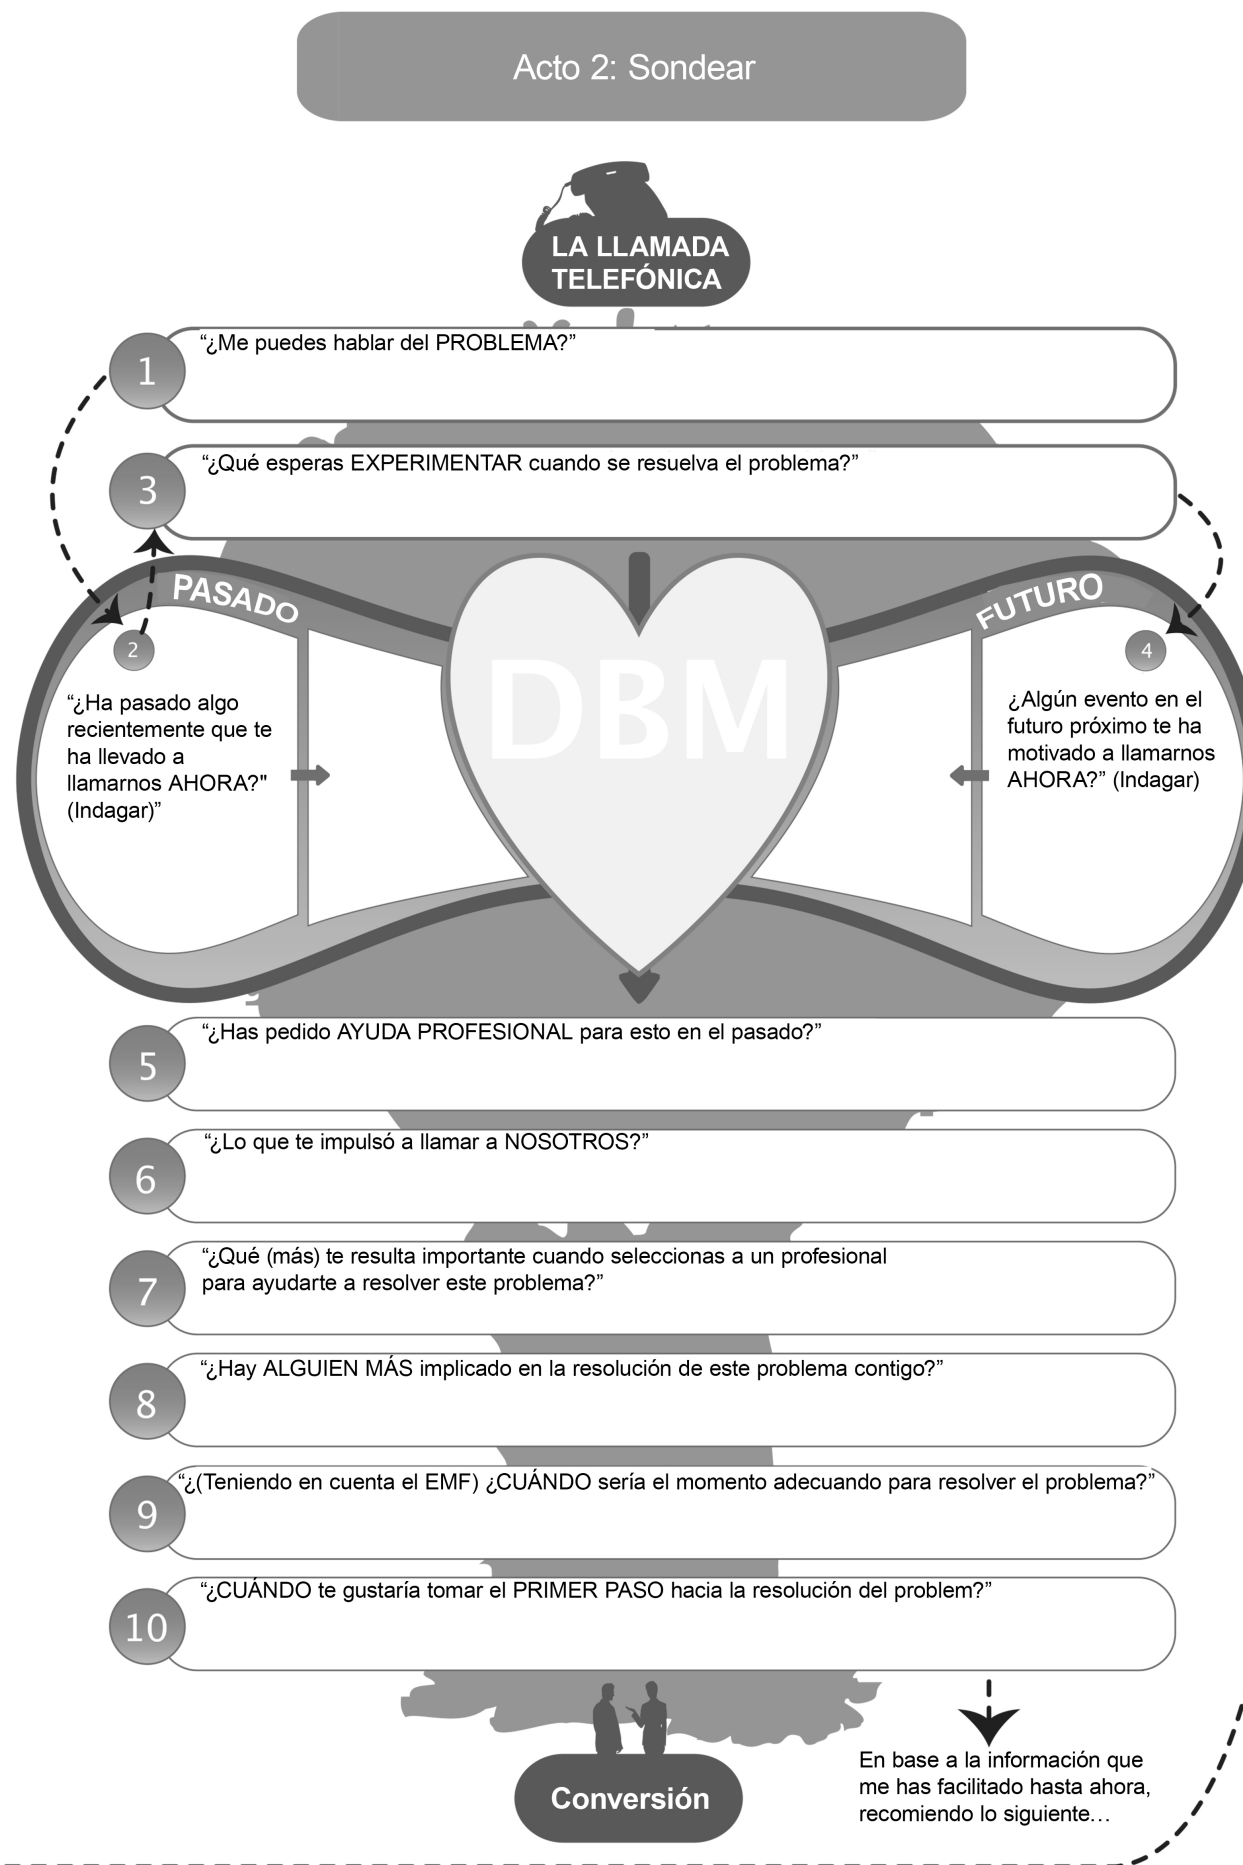 Acto 2: Sondear
LA LLAMADA
TELEFÓNICA
1
“¿Me puedes hablar del PROBLEMA?”
3
“¿Qué esperas EXPERIMENTAR cuando se resuelva el problema?”
PASADO
2
“¿Ha pasado algo
recientemente que te
ha llevado a
llamarnos AHORA?"
(Indagar)”
DBM
FUTURO
4
¿Algún evento en el
futuro próximo te ha
motivado a llamarnos
AHORA?” (Indagar)
5
“¿Has pedido AYUDA PROFESIONAL para esto en el pasado?”
6
“¿Lo que te impulsó a llamar a NOSOTROS?”
7
“¿Qué (más) te resulta importante cuando seleccionas a un profesional
para ayudarte a resolver este problema?”
8
“¿Hay ALGUIEN MÁS implicado en la resolución de este problema contigo?”
9
“¿(Teniendo en cuenta el EMF) ¿CUÁNDO sería el momento adecuando para resolver el problema?”
10
“¿CUÁNDO te gustaría tomar el PRIMER PASO hacia la resolución del problem?”
Conversión
En base a la información que
me has facilitado hasta ahora,
recomiendo lo siguiente…